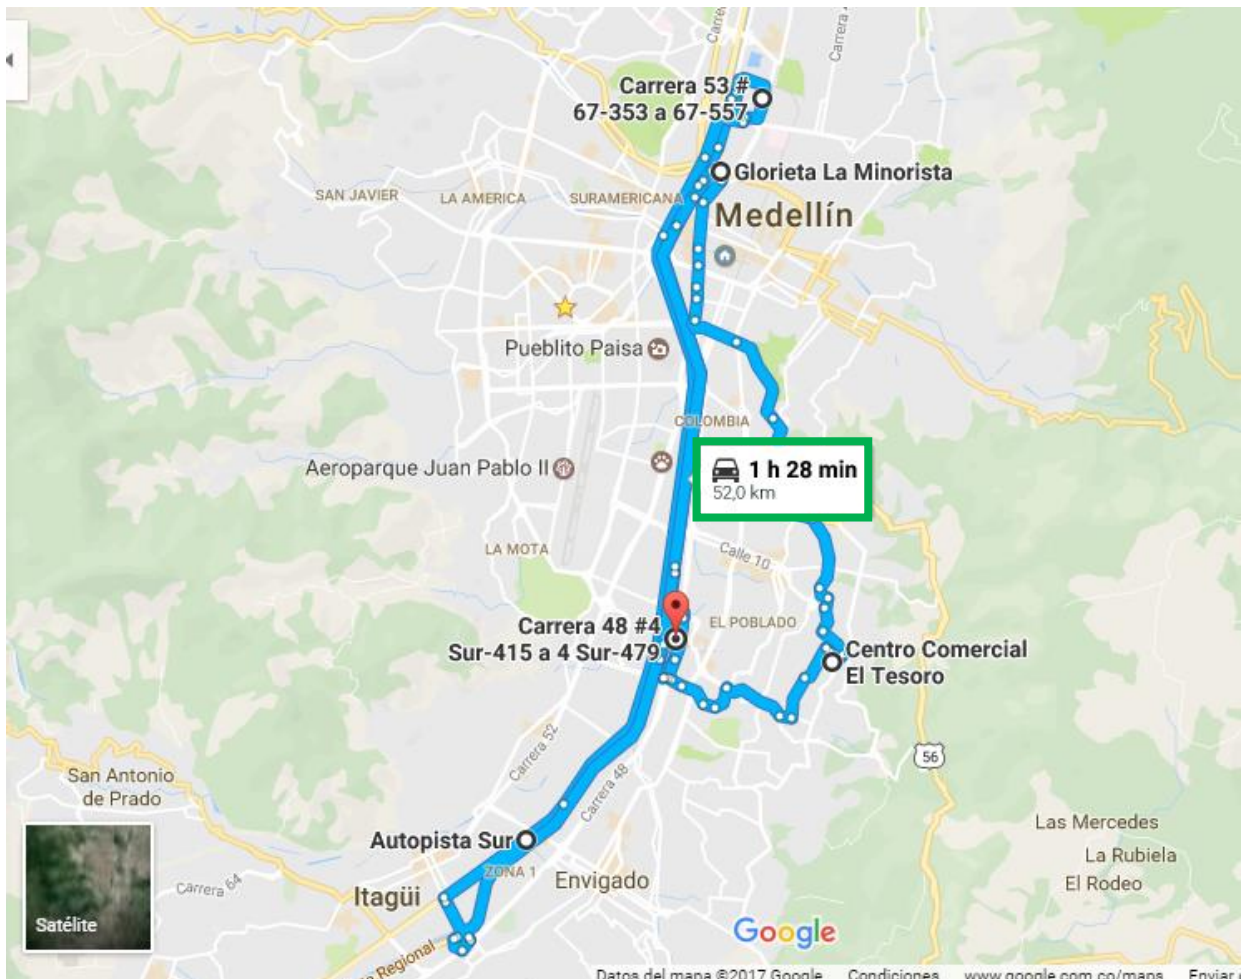 Carrera 53 #
67-353 a 67-557
Glorieta La Minorista
SAN JAVIER
LA AMERICA
SURAMERICANA
Medellín
Pueblito Paisa
COLOMBIA
Aeroparque Juan Pablo II
1 h 28 min
52,0 km
LA MOTA
Calle 10
Carrera 48 #4
Sur-415 a 4 Sur-479
EL POBLADO
Centro Comercial
El Tesoro
Carrera 52
56
San Antonio
de Prado
Carrera 48
Las Mercedes
La Rubiela
El Rodeo
Autopista Sur
ZONA 1
Envigado
Carrera 64
Itagüi
Satélite
Regional
Google
Datos del mapa ©2017 Google
Condiciones
www.google.com.co/maps
Enviar